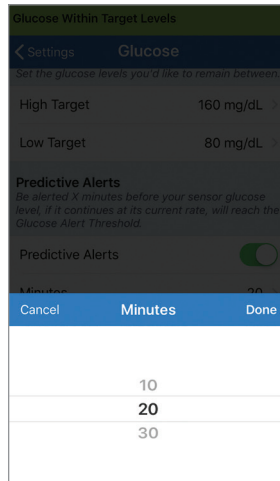 Glucose Within Target Levels
Settings Glucose
Set the glucose levels you'd like to remain between.
High Target 160 mg/dL
Low Target 80 mg/dL
Predictive Alerts
Be alerted X minutes before your sensor glucose
level, if it continues at its current rate, will reach the
Glucose Alert Threshold.
Predictive Alerts
Minutes 20
Cancel Minutes Done
10
20
30